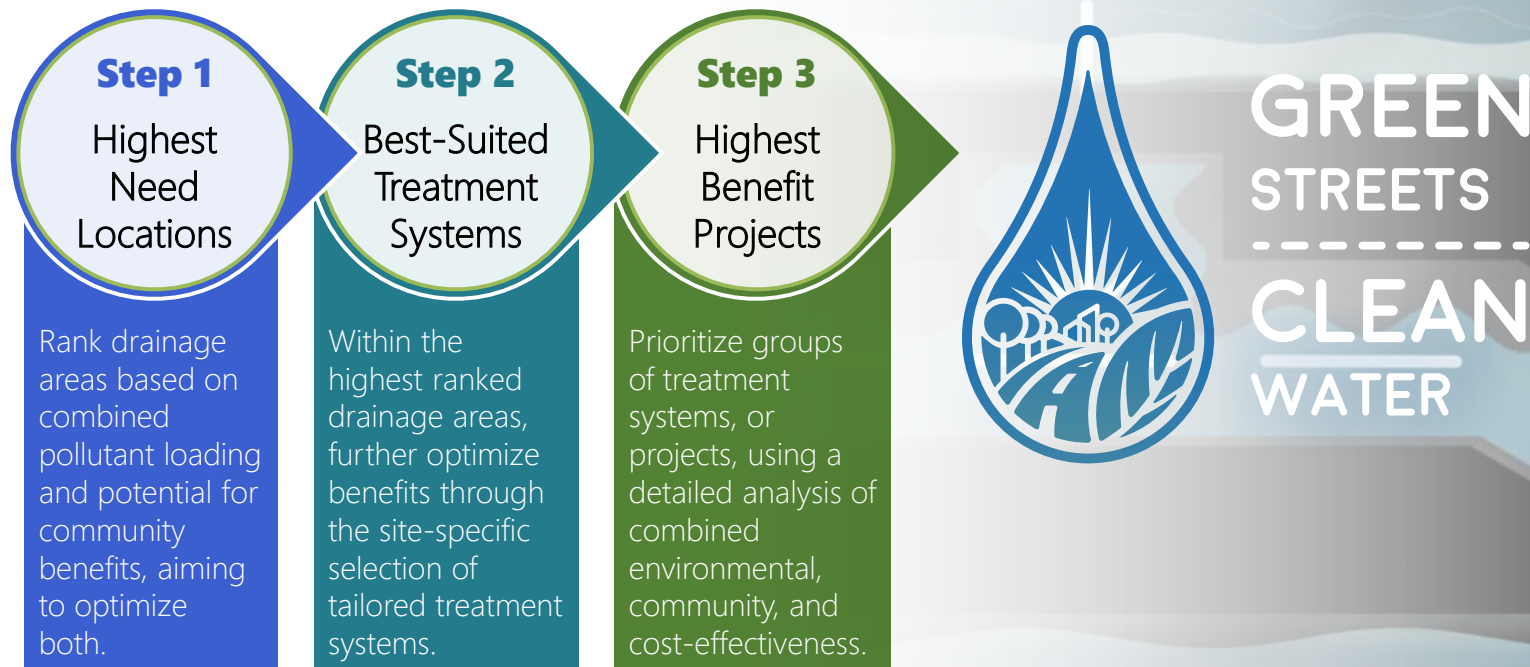 Step 1
Highest
Need
Locations
Rank drainage
areas based on
combined
pollutant loading
and potential for
community
benefits, aiming
to optimize
both.
Step 2
Best-Suited
Treatment
Systems
Within the
highest ranked
drainage areas,
further optimize
benefits through
the site-specific
selection of
tailored treatment
systems.
Step 3
Highest
Benefit
Projects
Prioritize groups
of treatment
systems, or
projects, using a
detailed analysis of
combined
environmental,
community, and
cost-effectiveness.
GREEN
STREETS
CLEAN
WATER